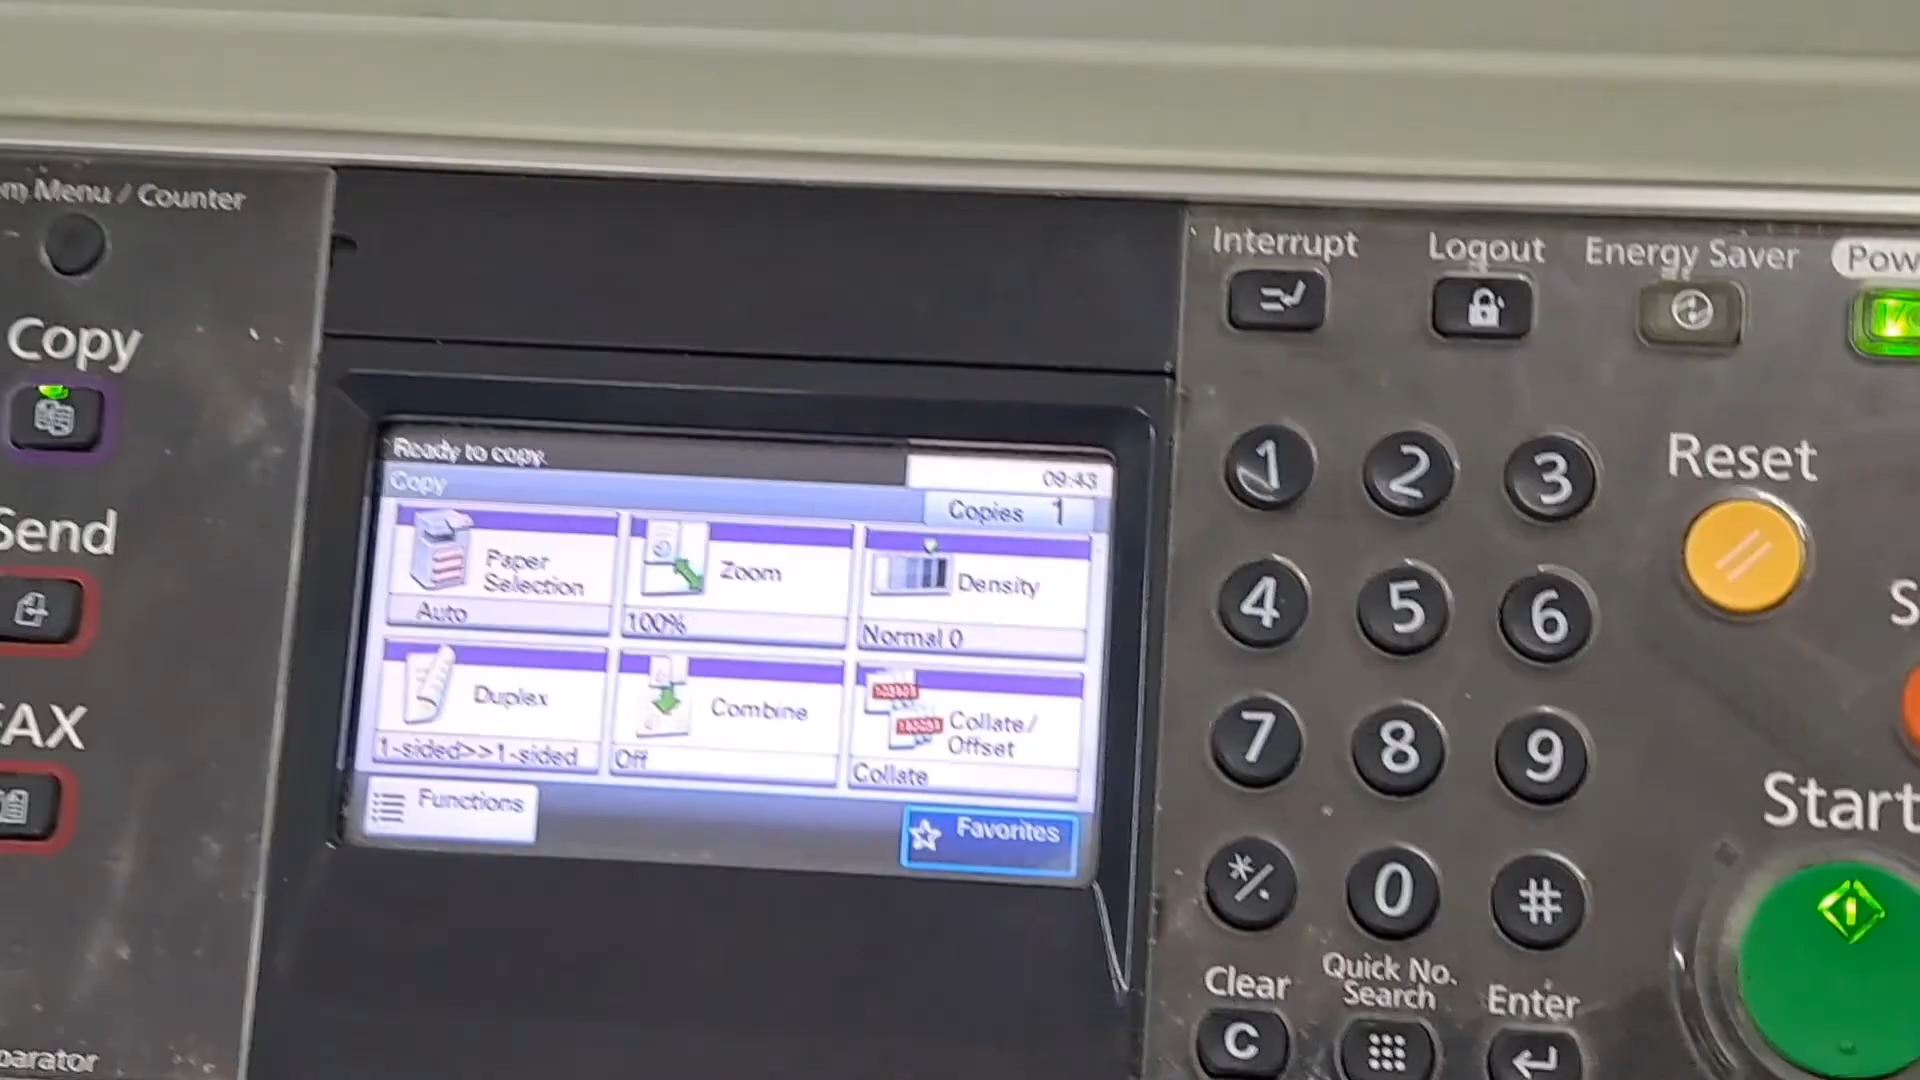 Menu / Counter
Copy
Send
FAX
Ready to copy.
09:43
Copy
Copies 1
Paper
Selection
Auto
Zoom
100%
Density
Normal 0
Duplex
1-sided>>1-sided
Combine
Off
Collate/
Offset
Collate
Functions
Favorites
Interrupt
Logout
Energy Saver
Pow
1 2 3
Reset
4 5 6
S
7 8 9
Start
*/. 0 #
Clear
Quick No.
Search
Enter
C
parator